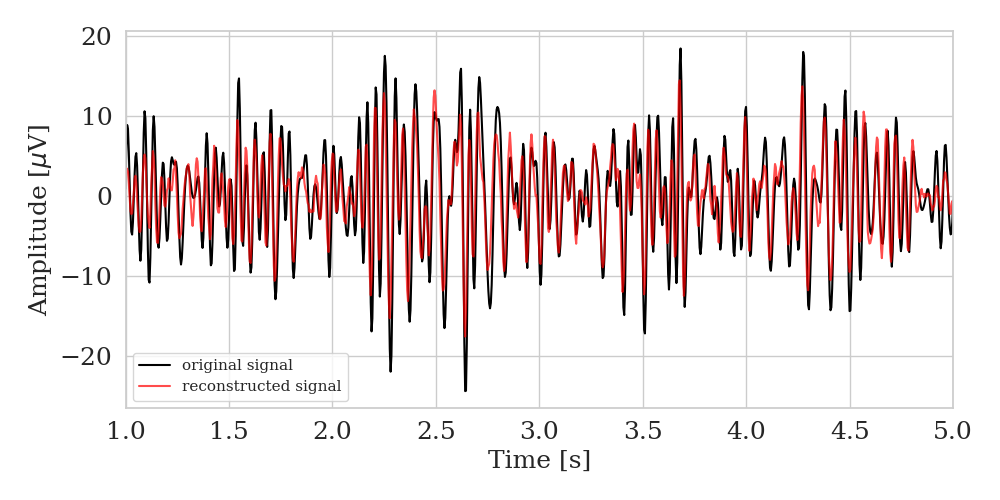 20
10
0
−10
−20
Amplitude [μV]
original signal
reconstructed signal
1.0 1.5 2.0 2.5 3.0 3.5 4.0 4.5 5.0
Time [s]